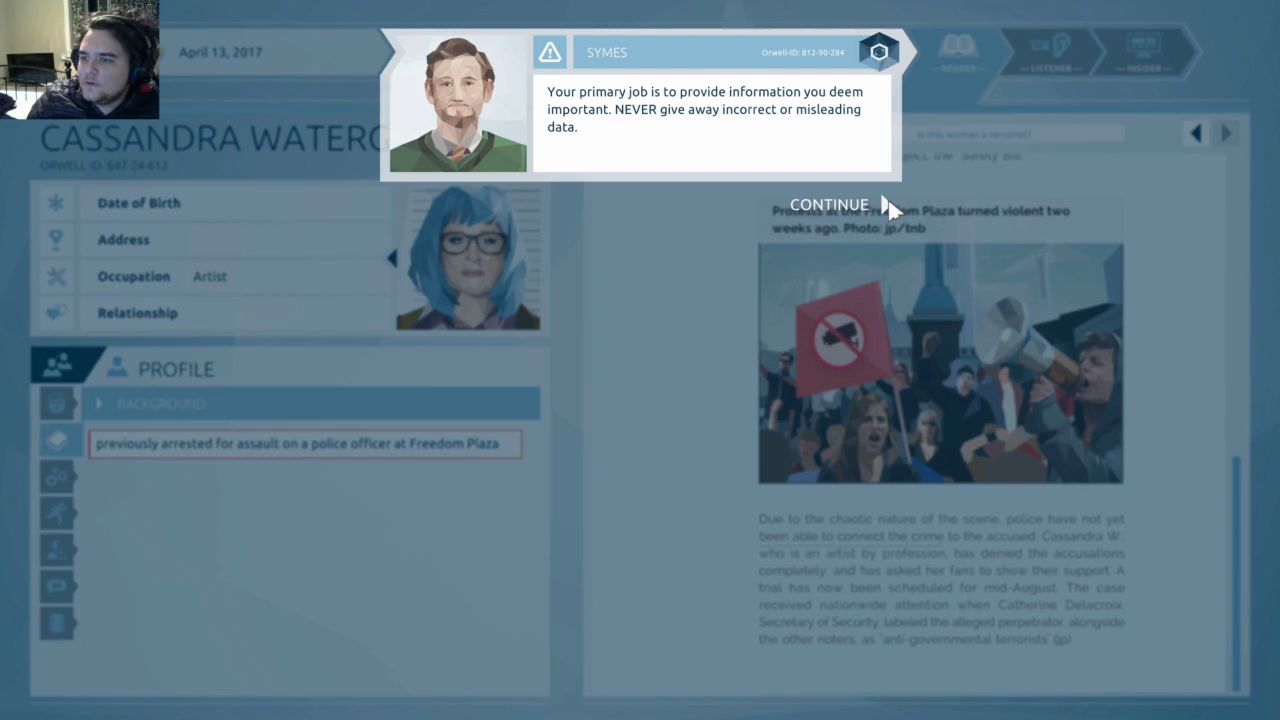 April 13, 2017
SYMES
Orwell-ID: 812-90-284
Your primary job is to provide information you deem
important. NEVER give away incorrect or misleading
data.
CONTINUE
READER
LISTENER
INSIDER
CASSANDRA WATERG
ORWELL-ID: 647-24-612
Date of Birth
Address
Occupation Artist
Relationship
PROFILE
BACKGROUND
previously arrested for assault on a police officer at Freedom Plaza
Is this woman a terrorist?
Protests at the Freedom Plaza turned violent two
weeks ago. Photo: jp/tnb
Due to the chaotic nature of the scene, police have not yet
been able to connect the crime to the accused. Cassandra W.,
who is an artist by profession, has denied the accusations
completely, and has asked her fans to show their support. A
trial has now been scheduled for mid-August. The case
received nationwide attention when Catherine Delacroix,
Secretary of Security, labeled the alleged perpetrator, alongside
the other rioters, as 'anti-governmental terrorists' (jp)